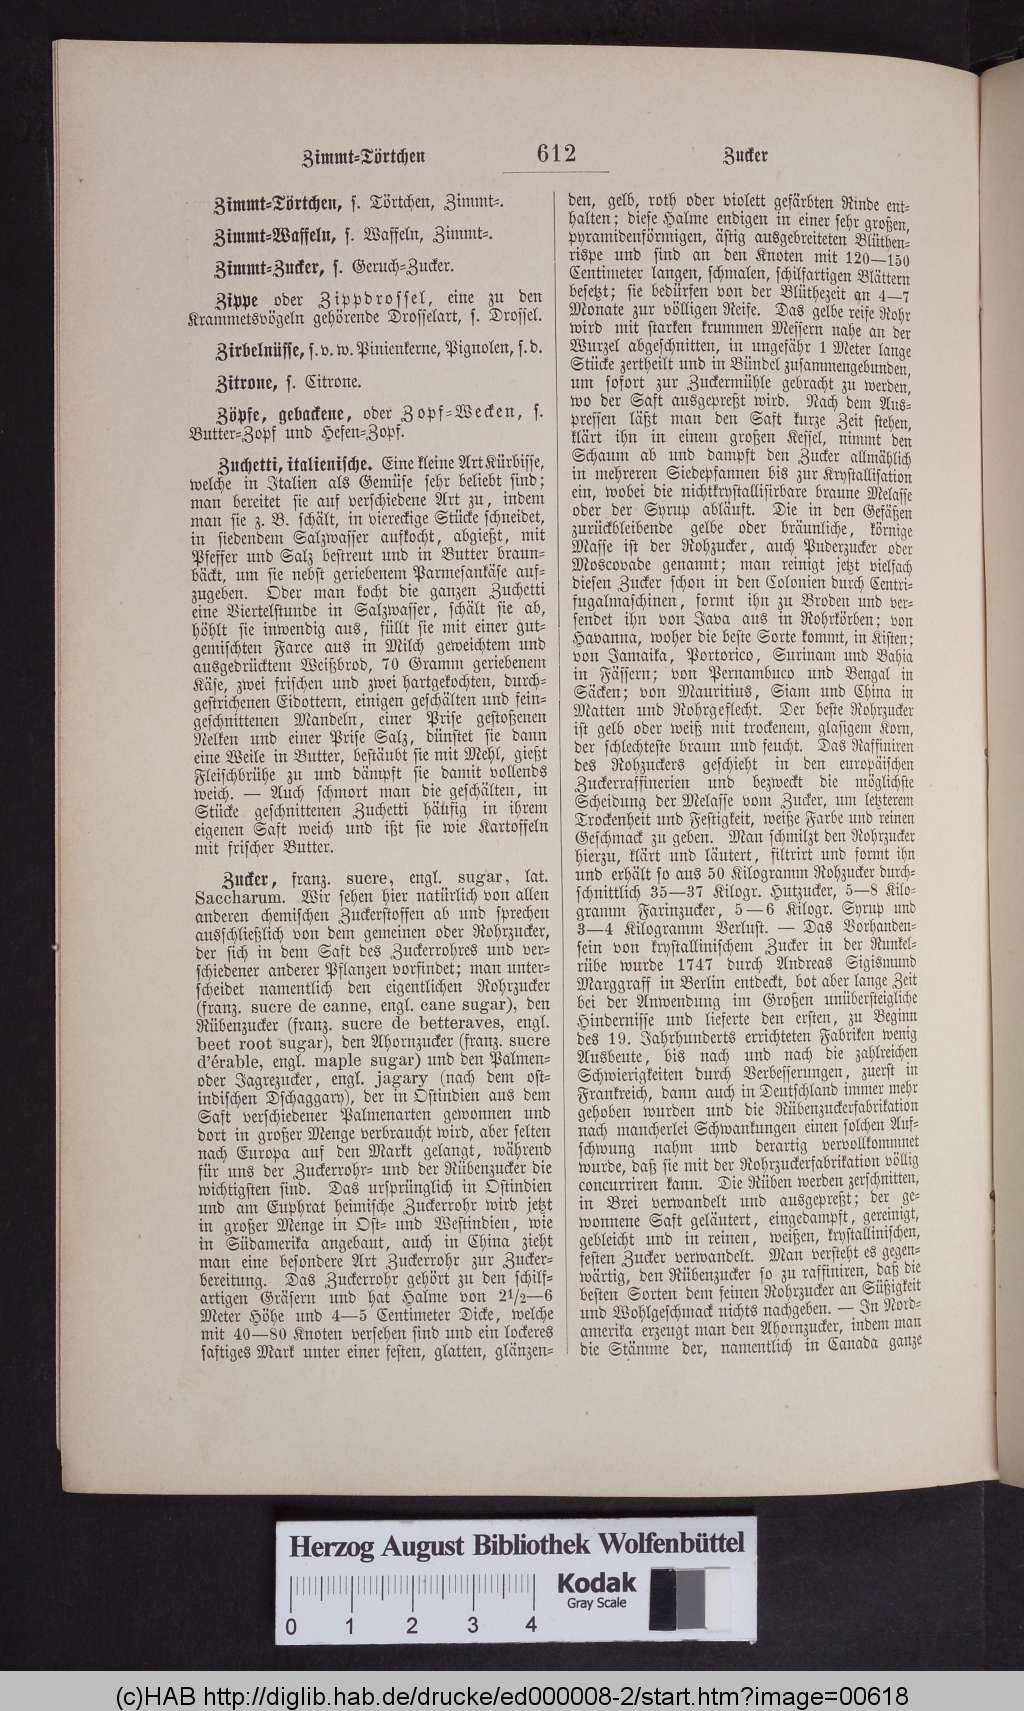 Zimmt-Törtchen 612 Zucker
Zimmt-Törtchen, s. Törtchen, Zimmt-.
Zimmt-Waffeln, s. Waffeln, Zimmt-.
Zimmt-Zucker, s. Geruch-Zucker.
Zippe oder Zippdrossel, eine zu den
Krammetsvögeln gehörende Drosselart, s. Drossel.
Zirbelnüsse, s. v. w. Pinienkerne, Pignolen, s. d.
Zitrone, s. Citrone.
Zöpfe, gebackene, oder Zopf-Wecken, s.
Butter-Zopf und Hefen-Zopf.
Zuchetti, italienische. Eine kleine Art Kürbisse,
welche in Italien als Gemüse sehr beliebt sind;
man bereitet sie auf verschiedene Art zu, indem
man sie z. B. schält, in viereckige Stücke schneidet,
in siedendem Salzwasser aufkocht, abgießt, mit
Pfeffer und Salz bestreut und in Butter braun-
bäckt, um sie nebst geriebenem Parmesankäse auf-
zugeben. Oder man kocht die ganzen Zuchetti
eine Viertelstunde in Salzwasser, schält sie ab,
höhlt sie inwendig aus, füllt sie mit einer gut-
gemischten Farce aus in Milch geweichtem und
ausgedrücktem Weißbrod, 70 Gramm geriebenem
Käse, zwei frischen und zwei hartgekochten, durch-
gestrichenen Eidottern, einigen geschälten und fein-
geschnittenen Mandeln, einer Prise gestoßenen
Nelken und einer Prise Salz, dünstet sie dann
eine Weile in Butter, bestäubt sie mit Mehl, gießt
Fleischbrühe zu und dämpft sie damit vollends
weich. — Auch schmort man die geschälten, in
Stücke geschnittenen Zuchetti häufig in ihrem
eigenen Saft weich und ißt sie wie Kartoffeln
mit frischer Butter.
Zucker, franz. sucre, engl. sugar, lat.
Saccharum. Wir sehen hier natürlich von allen
anderen chemischen Zuckerstoffen ab und sprechen
ausschließlich von dem gemeinen oder Rohrzucker,
der sich in dem Saft des Zuckerrohres und ver-
schiedener anderer Pflanzen vorfindet; man unter-
scheidet namentlich den eigentlichen Rohrzucker
(franz. sucre de canne, engl. cane sugar), den
Rübenzucker (franz. sucre de betteraves, engl.
beet root sugar), den Ahornzucker (franz. sucre
d'érable, engl. maple sugar) und den Palmen-
oder Jagrezucker, engl. jagary (nach dem ost-
indischen Dschaggary), der in Ostindien aus dem
Saft verschiedener Palmenarten gewonnen und
dort in großer Menge verbraucht wird, aber selten
nach Europa auf den Markt gelangt, während
für uns der Zuckerrohr- und der Rübenzucker die
wichtigsten sind. Das ursprünglich in Ostindien
und am Euphrat heimische Zuckerrohr wird jetzt
in großer Menge in Ost- und Westindien, wie
in Südamerika angebaut, auch in China zieht
man eine besondere Art Zuckerrohr zur Zucker-
bereitung. Das Zuckerrohr gehört zu den schilf-
artigen Gräsern und hat Halme von 2½—6
Meter Höhe und 4—5 Centimeter Dicke, welche
mit 40—80 Knoten versehen sind und ein lockeres
saftiges Mark unter einer festen, glatten, glänzen-
den, gelb, roth oder violett gefärbten Rinde ent-
halten; diese Halme endigen in einer sehr großen,
pyramidenförmigen, ästig ausgebreiteten Blüthen-
rispe und sind an den Knoten mit 120—150
Centimeter langen, schmalen, schilfartigen Blättern
besetzt; sie bedürfen von der Blüthezeit an 4—7
Monate zur völligen Reife. Das gelbe reife Rohr
wird mit starken krummen Messern nahe an der
Wurzel abgeschnitten, in ungefähr 1 Meter lange
Stücke zertheilt und in Bündel zusammengebunden,
um sofort zur Zuckermühle gebracht zu werden,
wo der Saft ausgepreßt wird. Nach dem Aus-
pressen läßt man den Saft kurze Zeit stehen,
klärt ihn in einem großen Kessel, nimmt den
Schaum ab und dampft den Zucker allmählich
in mehreren Siedepfannen bis zur Krystallisation
ein, wobei die nichtkrystallisirbare braune Melasse
oder der Syrup abläuft. Die in den Gefäßen
zurückbleibende gelbe oder bräunliche, körnige
Masse ist der Rohzucker, auch Puderzucker oder
Moscovade genannt; man reinigt jetzt vielfach
diesen Zucker schon in den Colonien durch Centri-
fugalmaschinen, formt ihn zu Broden und ver-
sendet ihn von Java aus in Rohrkörben; von
Havanna, woher die beste Sorte kommt, in Kisten;
von Jamaika, Portorico, Surinam und Bahia
in Fässern; von Pernambuco und Bengal in
Säcken; von Mauritius, Siam und China in
Matten und Rohrgeflecht. Der beste Rohrzucker
ist gelb oder weiß mit trockenem, glasigem Korn,
der schlechteste braun und feucht. Das Raffiniren
des Rohzuckers geschieht in den europäischen
Zuckerraffinerien und bezweckt die möglichste
Scheidung der Melasse vom Zucker, um letzterem
Trockenheit und Festigkeit, weiße Farbe und reinen
Geschmack zu geben. Man schmilzt den Rohrzucker
hierzu, klärt und läutert, filtrirt und formt ihn
und erhält so aus 50 Kilogramm Rohzucker durch-
schnittlich 35—37 Kilogr. Hutzucker, 5—8 Kilo-
gramm Farinzucker, 5—6 Kilogr. Syrup und
3—4 Kilogramm Verlust. — Das Vorhanden-
sein von krystallinischem Zucker in der Runkel-
rübe wurde 1747 durch Andreas Sigismund
Marggraff in Berlin entdeckt, bot aber lange Zeit
bei der Anwendung im Großen unübersteigliche
Hindernisse und lieferte den ersten, zu Beginn
des 19. Jahrhunderts errichteten Fabriken wenig
Ausbeute, bis nach und nach die zahlreichen
Schwierigkeiten durch Verbesserungen, zuerst in
Frankreich, dann auch in Deutschland immer mehr
gehoben wurden und die Rübenzuckerfabrikation
nach mancherlei Schwankungen einen solchen Auf-
schwung nahm und derartig vervollkommnet
wurde, daß sie mit der Rohrzuckerfabrikation völlig
concurriren kann. Die Rüben werden zerschnitten,
in Brei verwandelt und ausgepreßt; der ge-
wonnene Saft geläutert, eingedampft, gereinigt,
gebleicht und in reinen, weißen, krystallinischen,
festen Zucker verwandelt. Man versteht es gegen-
wärtig, den Rübenzucker so zu raffiniren, daß die
besten Sorten dem feinen Rohrzucker an Süßigkeit
und Wohlgeschmack nichts nachgeben. — In Nord-
amerika erzeugt man den Ahornzucker, indem man
die Stämme der, namentlich in Canada ganze
Herzog August Bibliothek Wolfenbüttel
Kodak
Gray Scale
0 1 2 3 4
(c)HAB http://diglib.hab.de/drucke/ed000008-2/start.htm?image=00618